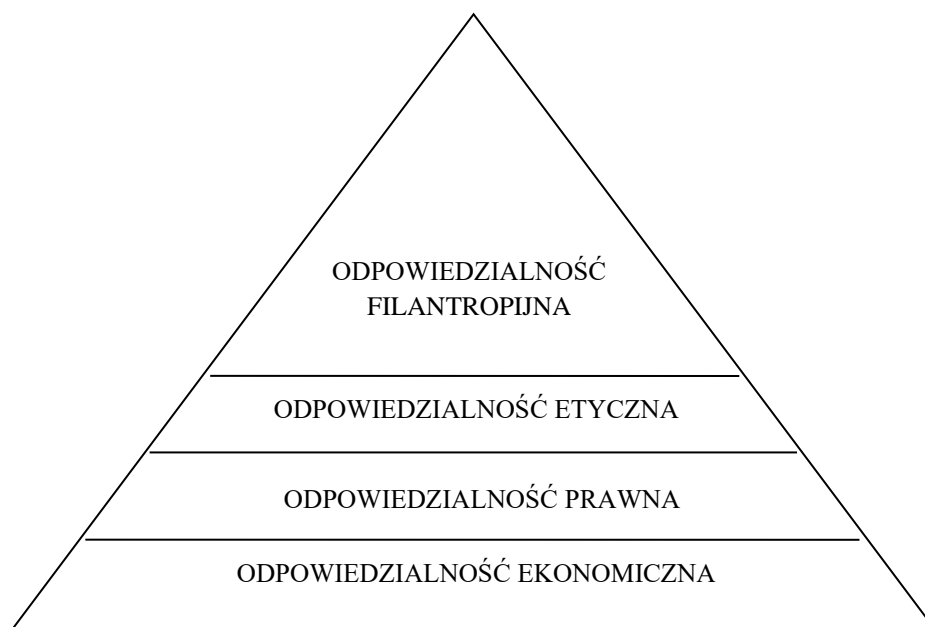 ODPOWIEDZIALNOŚĆ
FILANTROPIJNA
ODPOWIEDZIALNOŚĆ ETYCZNA
ODPOWIEDZIALNOŚĆ PRAWNA
ODPOWIEDZIALNOŚĆ EKONOMICZNA